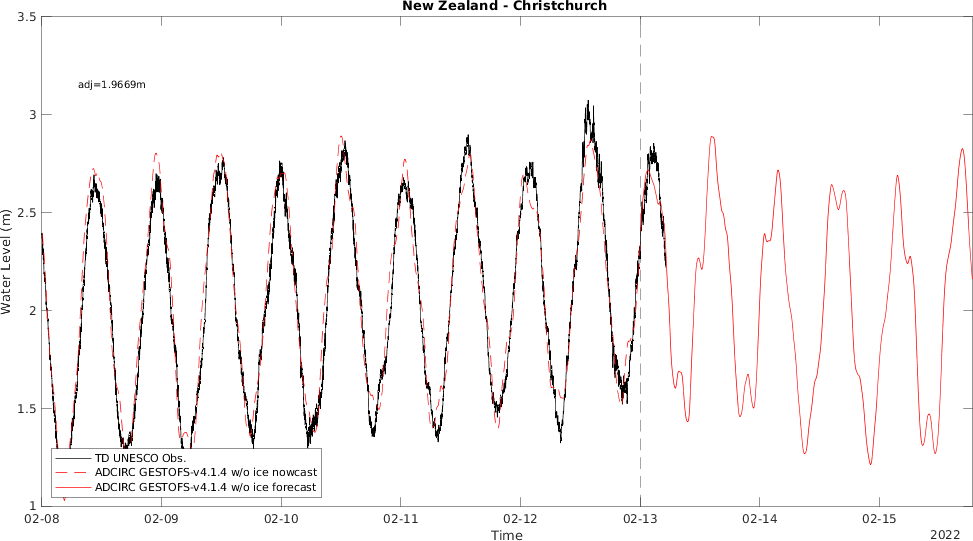 New Zealand - Christchurch
3.5
adj=1.9669m
3
2.5
Water Level (m)
2
1.5
TD UNESCO Obs.
ADCIRC GESTOFS-v4.1.4 w/o ice nowcast
ADCIRC GESTOFS-v4.1.4 w/o ice forecast
1
02-08 02-09 02-10 02-11 02-12 02-13 02-14 02-15
Time
2022